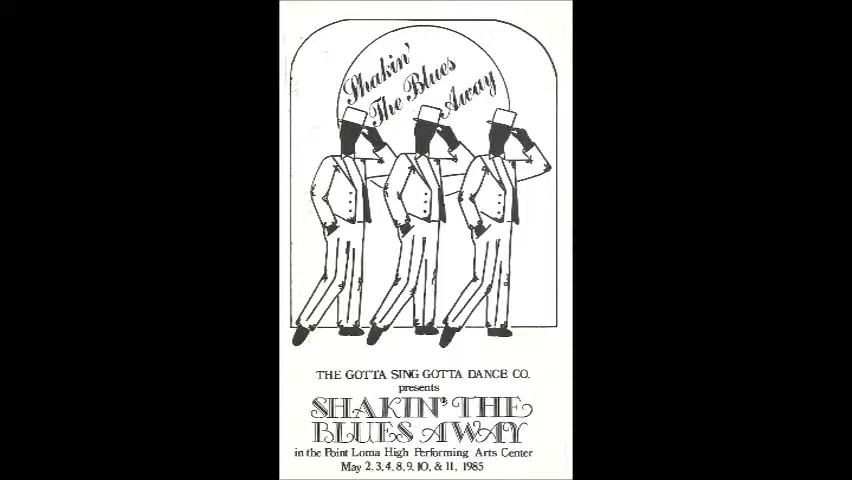 Shakin'
The Blues
Away
THE GOTTA SING GOTTA DANCE CO.
presents
SHAKIN' THE
BLUES AWAY
in the Point Loma High Performing Arts Center
May 2, 3, 4, 8, 9, 10, & 11, 1985